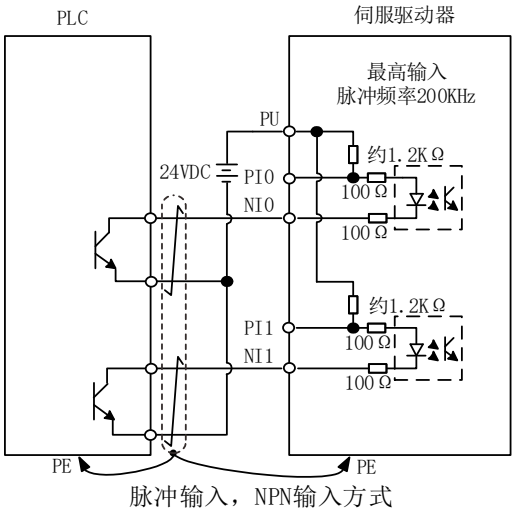 PLC
伺服驱动器
最高输入
脉冲频率200KHz
PU
约1.2KΩ
24VDC
PI0
100Ω
NI0
100Ω
约1.2KΩ
PI1
100Ω
NI1
100Ω
PE
PE
脉冲输入，NPN输入方式